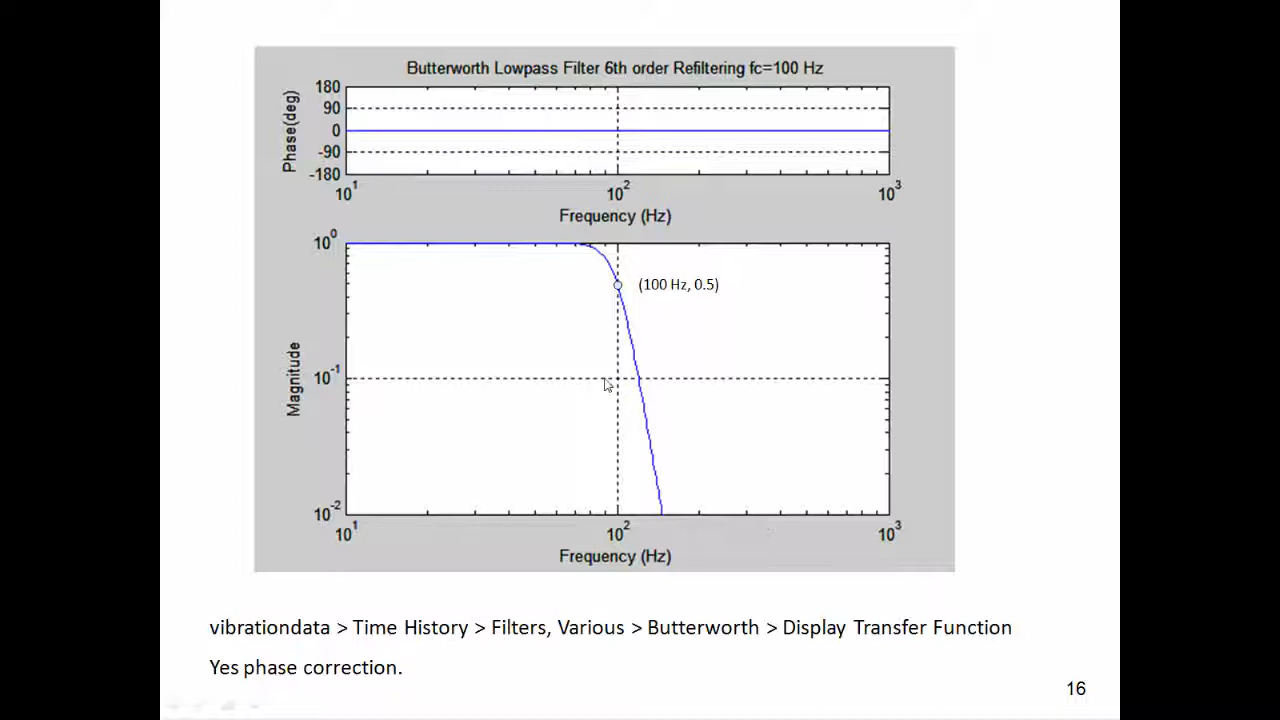 Butterworth Lowpass Filter 6th order Refiltering fc=100 Hz
Phase(deg)
180
90
0
-90
-180
10^1
10^2
10^3
Frequency (Hz)
Magnitude
10^0
(100 Hz, 0.5)
10^-1
10^-2
10^1
10^2
10^3
Frequency (Hz)
vibrationdata > Time History > Filters, Various > Butterworth > Display Transfer Function
Yes phase correction.
16